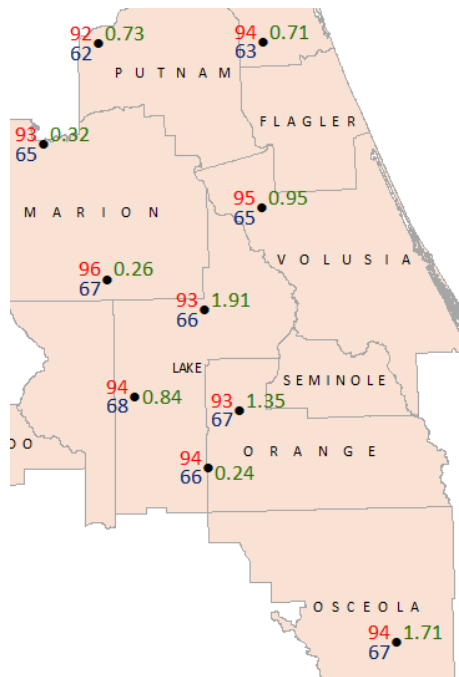 92 0.73
62
94 0.71
63
PUTNAM
FLAGLER
93 0.32
65
95 0.95
65
MARION
VOLUSIA
96 0.26
67
93 1.91
66
LAKE
SEMINOLE
94 0.84
68
93 1.35
67
DO
ORANGE
94
66 0.24
OSCEOLA
94 1.71
67